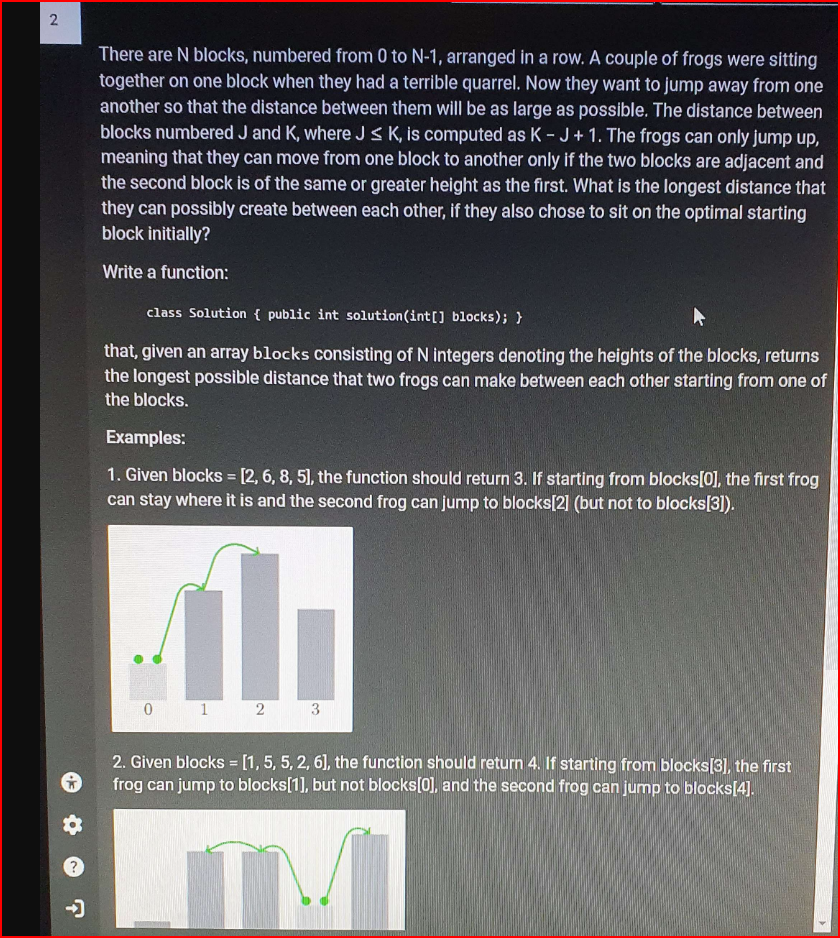 2
There are N blocks, numbered from 0 to N-1, arranged in a row. A couple of frogs were sitting
together on one block when they had a terrible quarrel. Now they want to jump away from one
another so that the distance between them will be as large as possible. The distance between
blocks numbered J and K, where J ≤ K, is computed as K − J + 1. The frogs can only jump up,
meaning that they can move from one block to another only if the two blocks are adjacent and
the second block is of the same or greater height as the first. What is the longest distance that
they can possibly create between each other, if they also chose to sit on the optimal starting
block initially?
Write a function:
class Solution { public int solution(int[] blocks); }
that, given an array blocks consisting of N integers denoting the heights of the blocks, returns
the longest possible distance that two frogs can make between each other starting from one of
the blocks.
Examples:
1. Given blocks = [2, 6, 8, 5], the function should return 3. If starting from blocks[0], the first frog
can stay where it is and the second frog can jump to blocks[2] (but not to blocks[3]).
0 1 2 3
2. Given blocks = [1, 5, 5, 2, 6], the function should return 4. If starting from blocks[3], the first
frog can jump to blocks[1], but not blocks[0], and the second frog can jump to blocks[4].
?